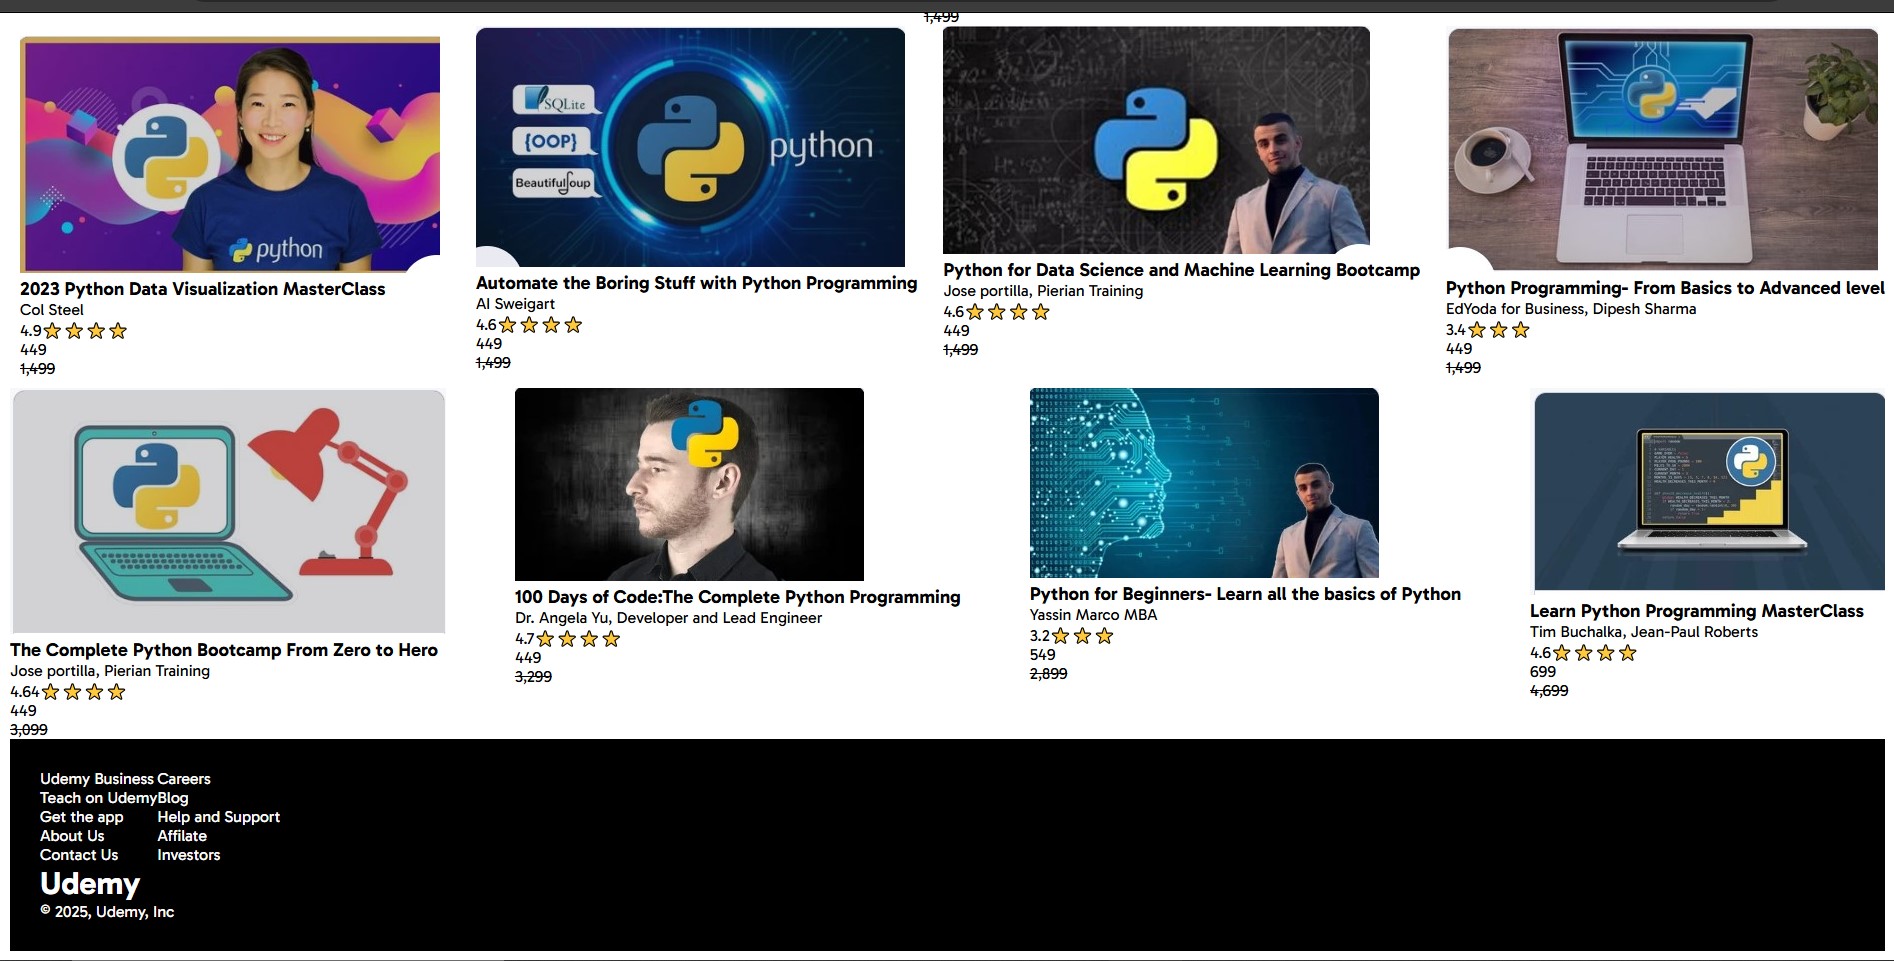 1,499
SQLite
{OOP}
BeautifulSoup
python
python
2023 Python Data Visualization MasterClass
Col Steel
4.9
449
1,499
Automate the Boring Stuff with Python Programming
AI Sweigart
4.6
449
1,499
Python for Data Science and Machine Learning Bootcamp
Jose portilla, Pierian Training
4.6
449
1,499
Python Programming- From Basics to Advanced level
EdYoda for Business, Dipesh Sharma
3.4
449
1,499
The Complete Python Bootcamp From Zero to Hero
Jose portilla, Pierian Training
4.64
449
3,099
100 Days of Code:The Complete Python Programming
Dr. Angela Yu, Developer and Lead Engineer
4.7
449
3,299
Python for Beginners- Learn all the basics of Python
Yassin Marco MBA
3.2
549
2,899
Learn Python Programming MasterClass
Tim Buchalka, Jean-Paul Roberts
4.6
699
4,699
Udemy Business Careers
Teach on UdemyBlog
Get the app Help and Support
About Us Affilate
Contact Us Investors
Udemy
© 2025, Udemy, Inc